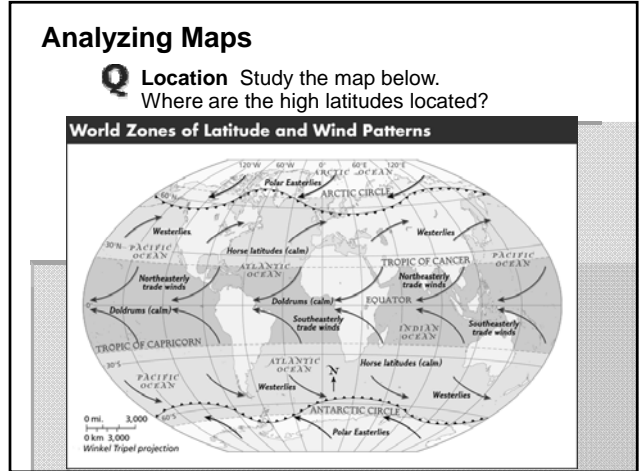 Analyzing Maps
Q Location Study the map below.
Where are the high latitudes located?
World Zones of Latitude and Wind Patterns
120°W 60°W 0° 60°E 120°E
ARCTIC OCEAN
Polar Easterlies
ARCTIC CIRCLE
60°N
Westerlies
Westerlies
30°N
PACIFIC OCEAN
Horse latitudes (calm)
ATLANTIC OCEAN
TROPIC OF CANCER
PACIFIC OCEAN
Northeasterly trade winds
Northeasterly trade winds
0°
Doldrums (calm)
Doldrums (calm)
EQUATOR
Southeasterly trade winds
INDIAN OCEAN
Southeasterly trade winds
TROPIC OF CAPRICORN
30°S
ATLANTIC OCEAN
Horse latitudes (calm)
PACIFIC OCEAN
Westerlies
N
Westerlies
60°S
ANTARCTIC CIRCLE
Polar Easterlies
0 mi. 3,000
0 km 3,000
Winkel Tripel projection